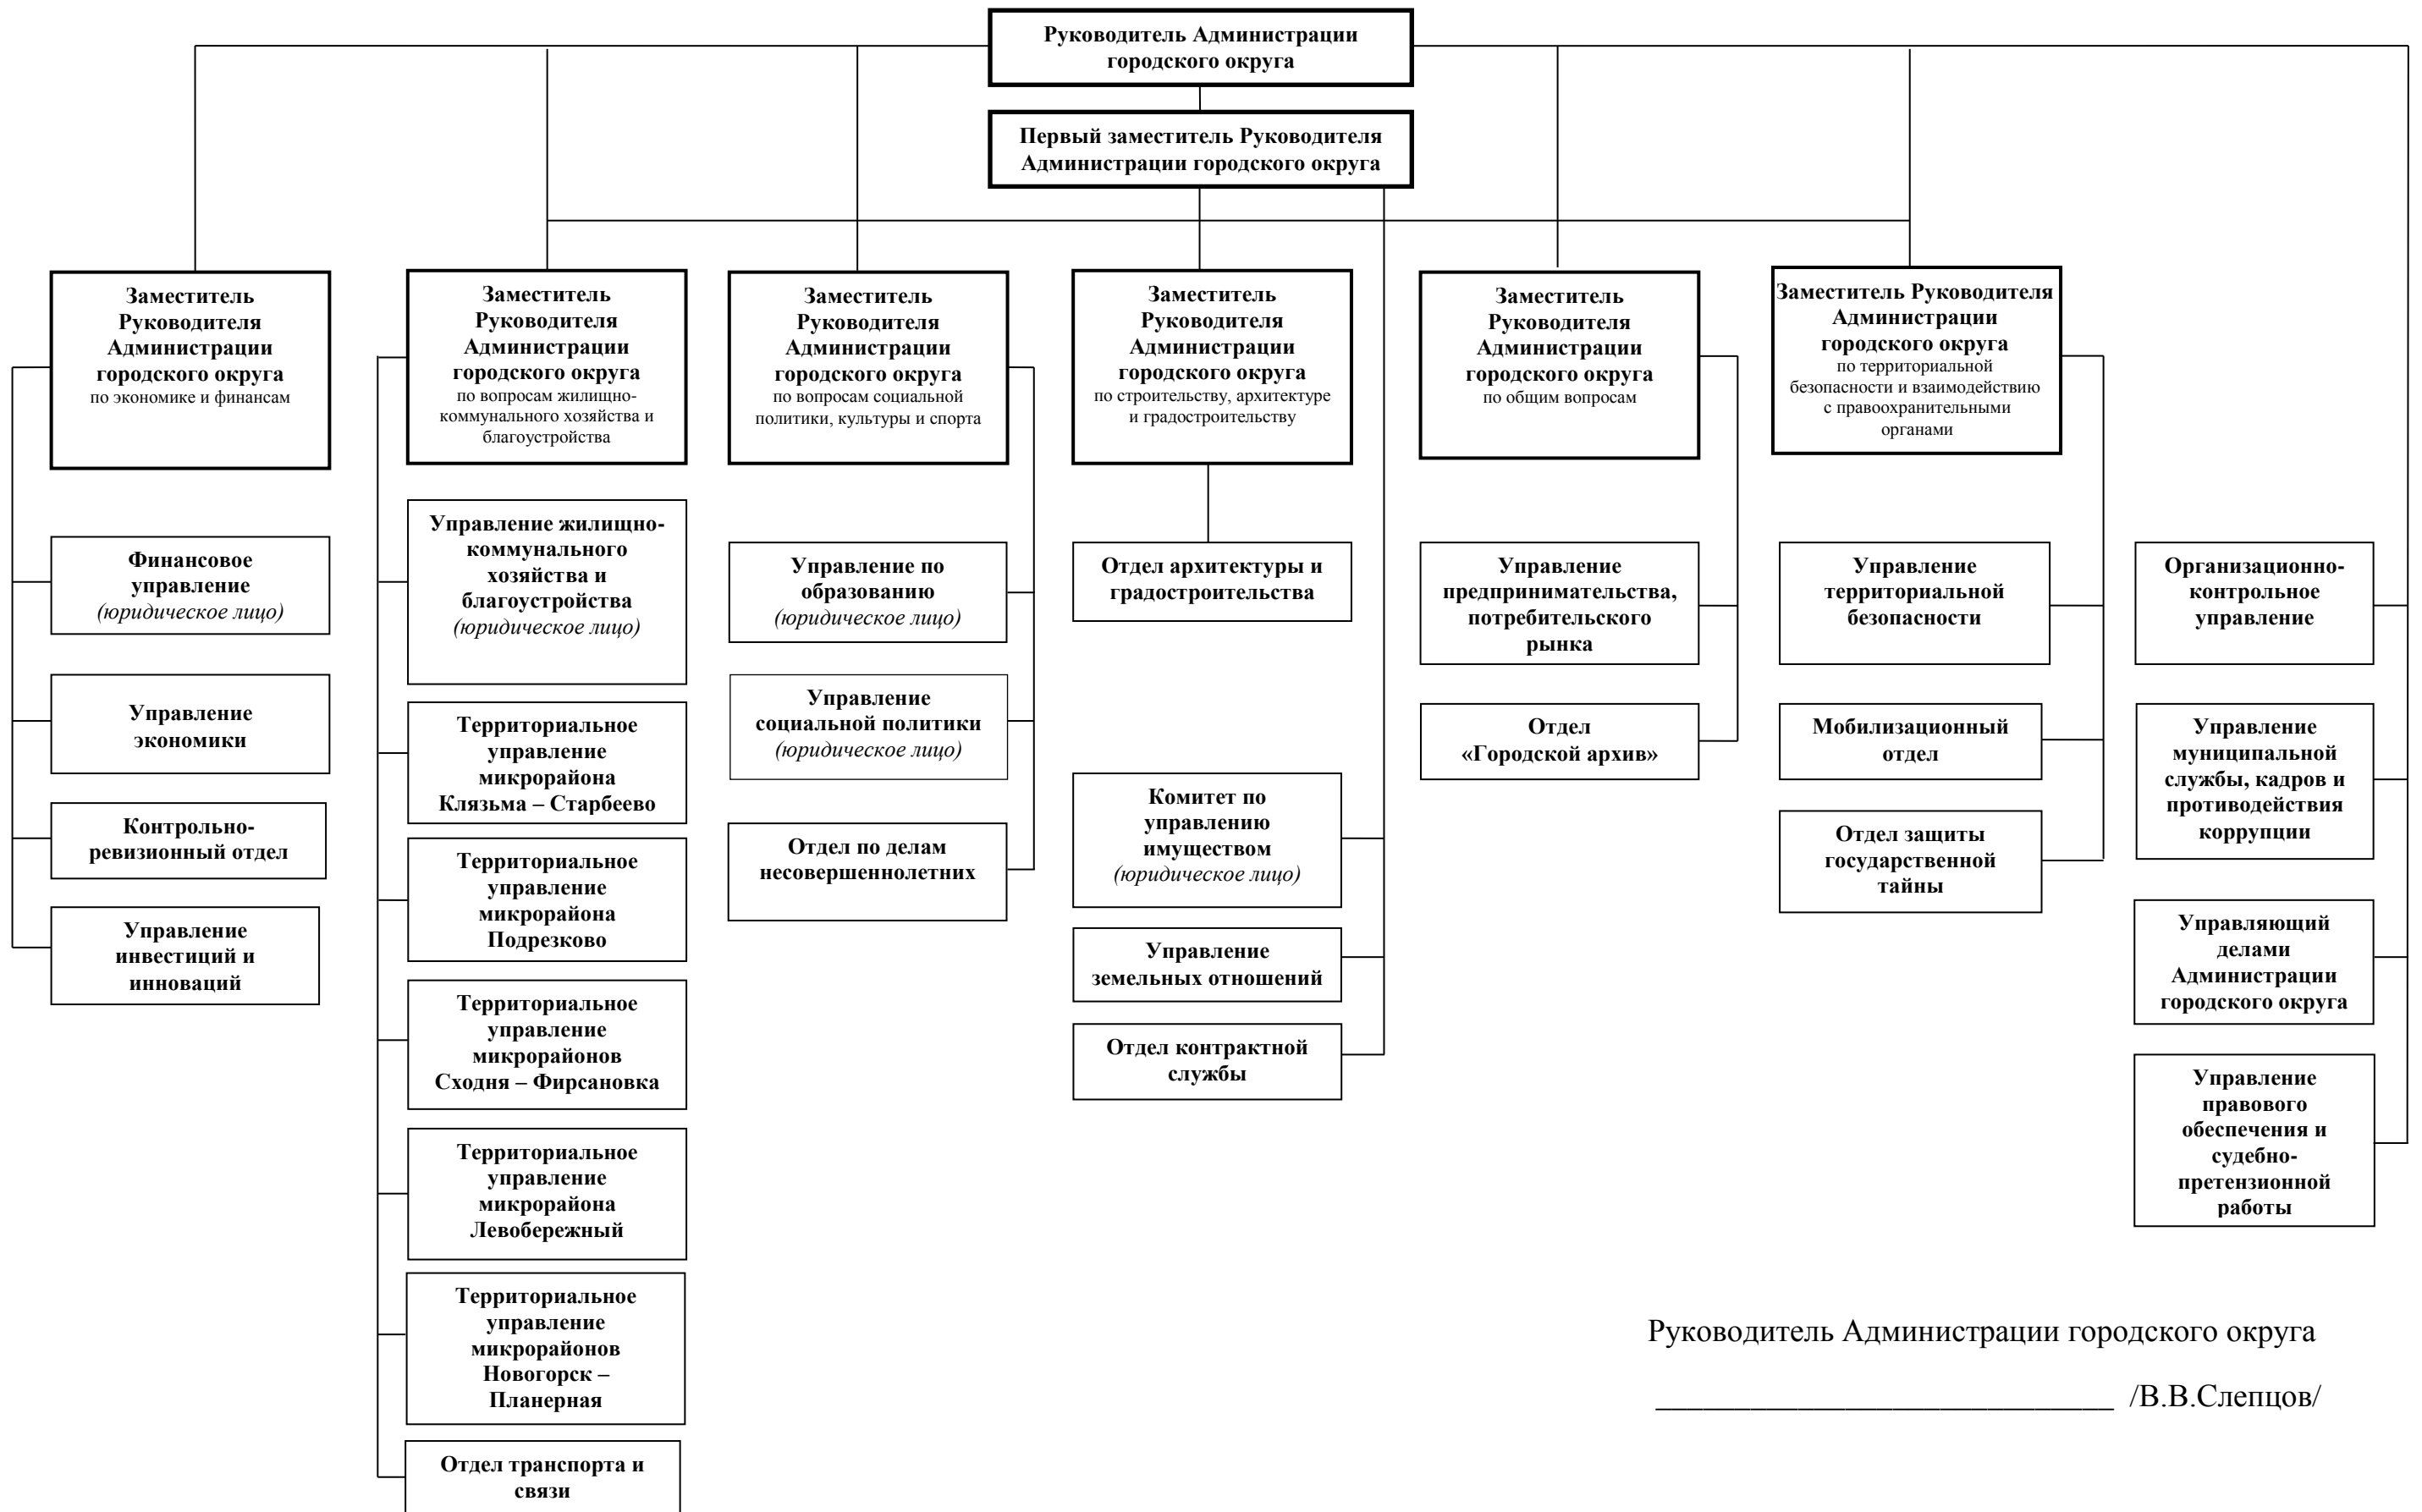 Руководитель Администрации
городского округа
Первый заместитель Руководителя
Администрации городского округа
Заместитель
Руководителя
Администрации
городского округа
по экономике и финансам
Заместитель
Руководителя
Администрации
городского округа
по вопросам жилищно-
коммунального хозяйства и
благоустройства
Заместитель
Руководителя
Администрации
городского округа
по вопросам социальной
политики, культуры и спорта
Заместитель
Руководителя
Администрации
городского округа
по строительству, архитектуре
и градостроительству
Заместитель
Руководителя
Администрации
городского округа
по общим вопросам
Заместитель Руководителя
Администрации
городского округа
по территориальной
безопасности и взаимодействию
с правоохранительными
органами
Финансовое
управление
(юридическое лицо)
Управление
экономики
Контрольно-
ревизионный отдел
Управление
инвестиций и
инноваций
Управление жилищно-
коммунального
хозяйства и
благоустройства
(юридическое лицо)
Территориальное
управление
микрорайона
Клязьма – Старбеево
Территориальное
управление
микрорайона
Подрезково
Территориальное
управление
микрорайонов
Сходня – Фирсановка
Территориальное
управление
микрорайона
Левобережный
Территориальное
управление
микрорайонов
Новогорск –
Планерная
Отдел транспорта и
связи
Управление по
образованию
(юридическое лицо)
Управление
социальной политики
(юридическое лицо)
Отдел по делам
несовершеннолетних
Отдел архитектуры и
градостроительства
Комитет по
управлению
имуществом
(юридическое лицо)
Управление
земельных отношений
Отдел контрактной
службы
Управление
предпринимательства,
потребительского
рынка
Отдел
«Городской архив»
Управление
территориальной
безопасности
Мобилизационный
отдел
Отдел защиты
государственной
тайны
Организационно-
контрольное
управление
Управление
муниципальной
службы, кадров и
противодействия
коррупции
Управляющий
делами
Администрации
городского округа
Управление
правового
обеспечения и
судебно-
претензионной
работы
Руководитель Администрации городского округа
_____________________________ /В.В.Слепцов/